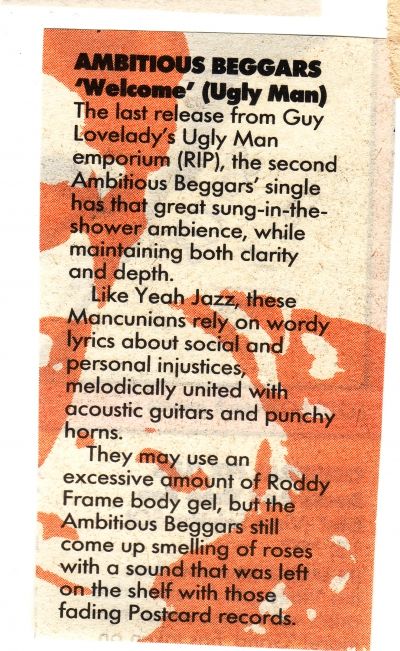 AMBITIOUS BEGGARS
'Welcome' (Ugly Man)
The last release from Guy
Lovelady's Ugly Man
emporium (RIP), the second
Ambitious Beggars' single
has that great sung-in-the-
shower ambience, while
maintaining both clarity
and depth.
Like Yeah Jazz, these
Mancunians rely on wordy
lyrics about social and
personal injustices,
melodically united with
acoustic guitars and punchy
horns.
They may use an
excessive amount of Roddy
Frame body gel, but the
Ambitious Beggars still
come up smelling of roses
with a sound that was left
on the shelf with those
fading Postcard records.